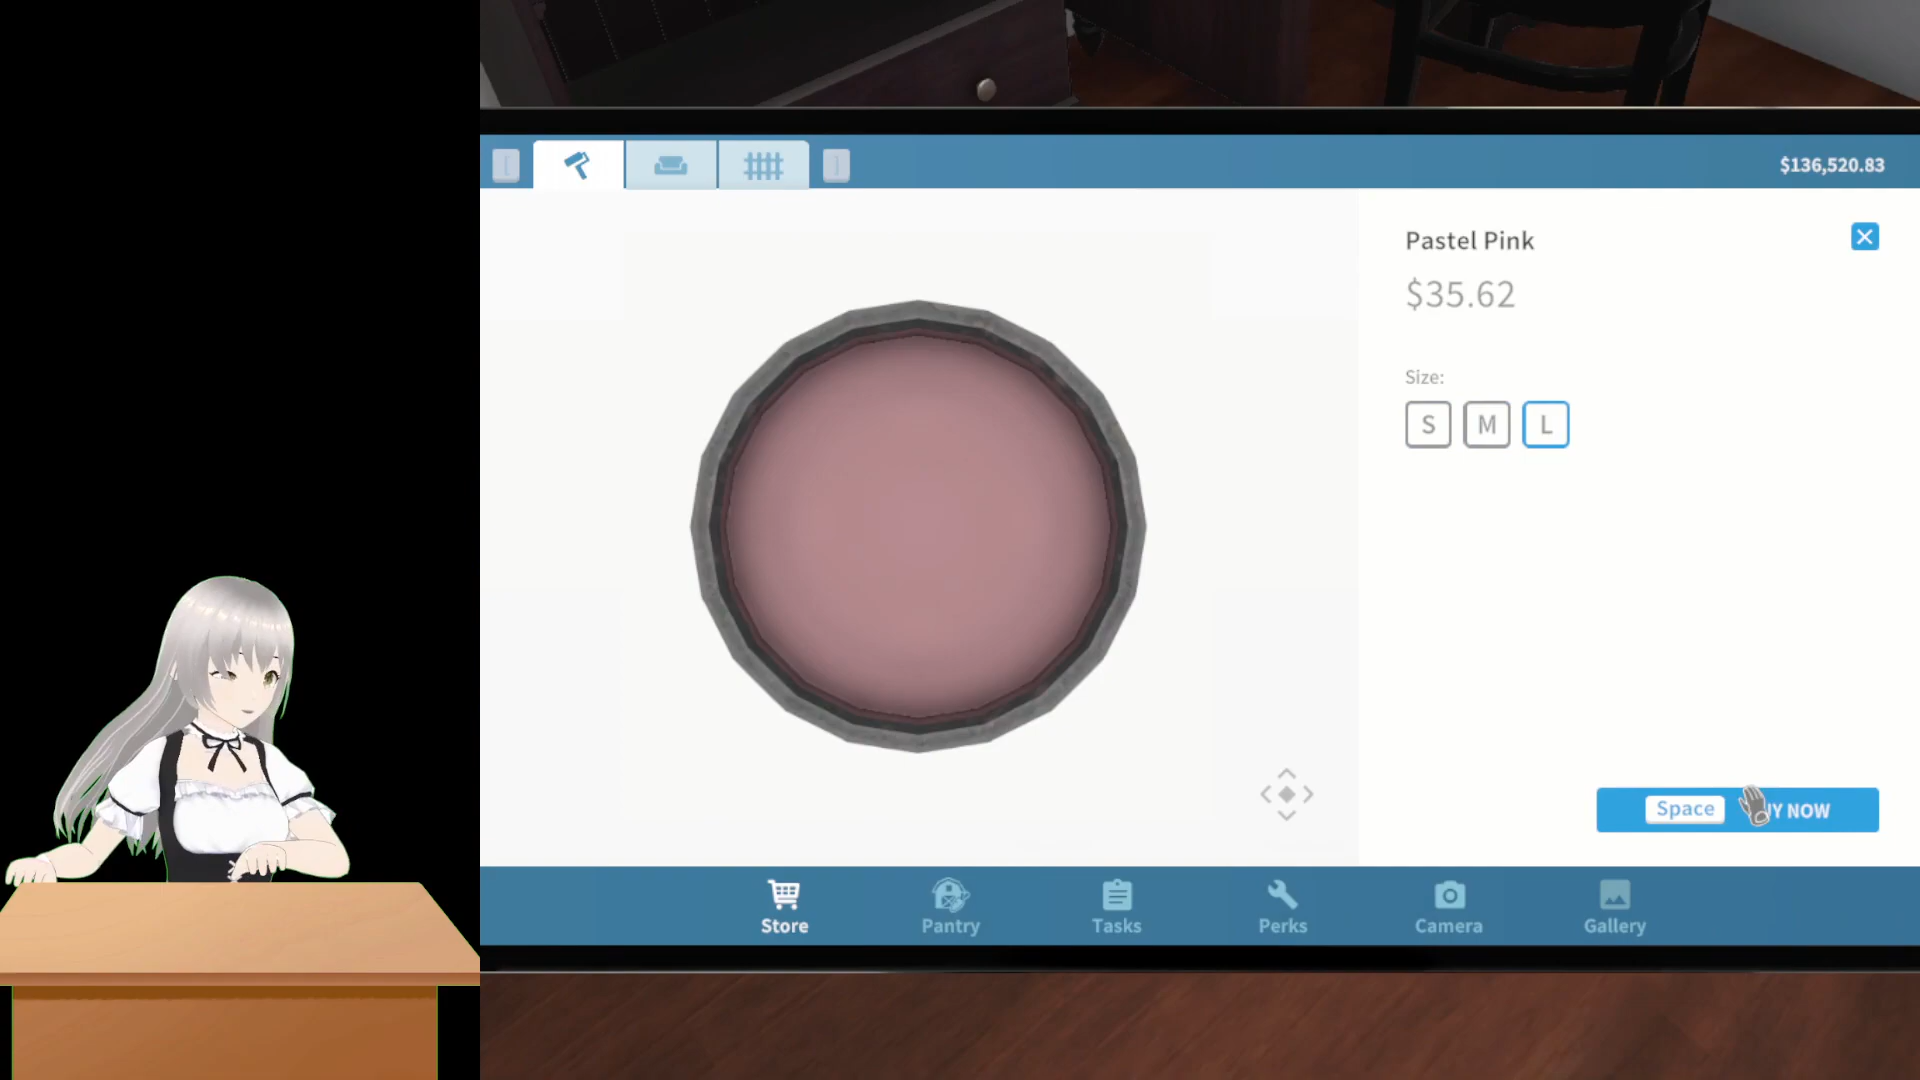 $136,520.83
Pastel Pink
$35.62
Size:
S M L
Space NOW
Store Pantry Tasks Perks Camera Gallery